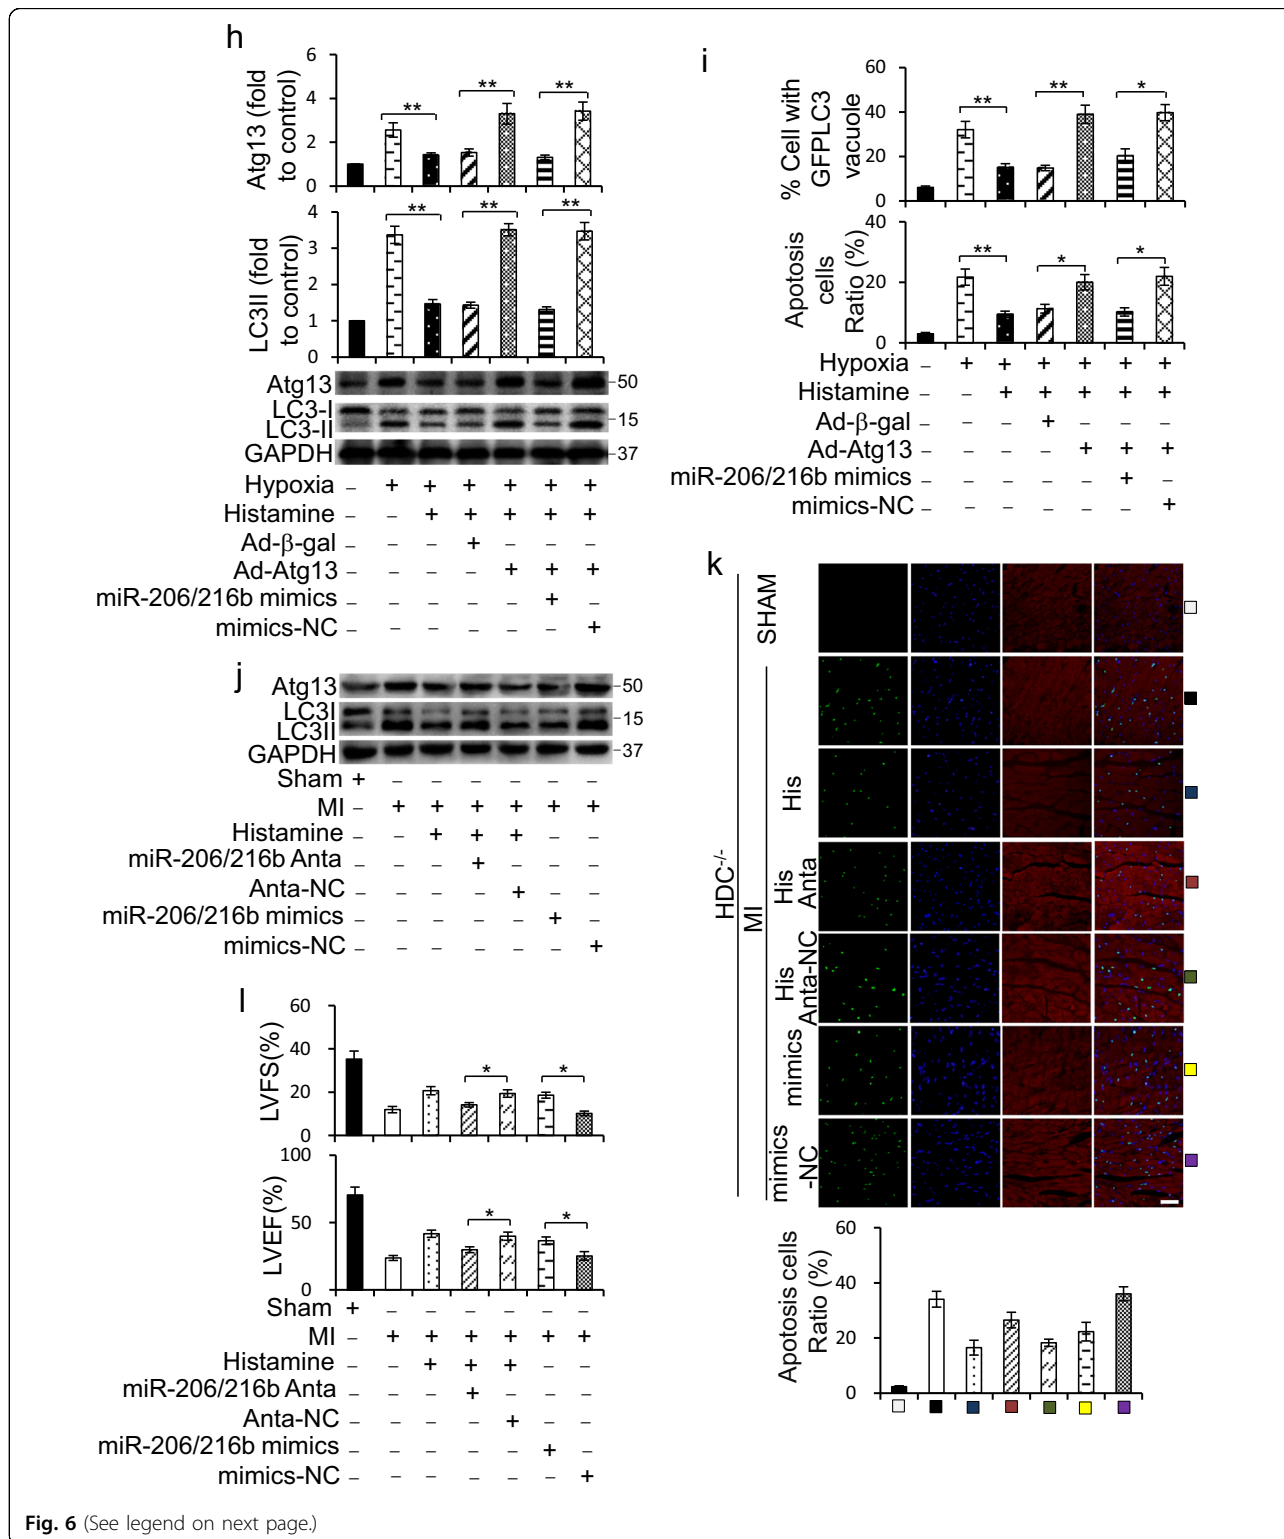 h
Atg13 (fold
to control)
6
4
2
0
** ** **
LC3II (fold
to control)
4
3
2
1
0
** ** **
Atg13 -50
LC3-I
LC3-II -15
GAPDH -37
Hypoxia – + + + + + +
Histamine – – + + + + +
Ad-β-gal – – – + – – –
Ad-Atg13 – – – – + + +
miR-206/216b mimics – – – – – + –
mimics-NC – – – – – – +
i
% Cell with
GFPLC3
vacuole
60
40
20
0
** ** *
Apotosis
cells
Ratio (%)
40
20
0
** * *
Hypoxia – + + + + + +
Histamine – – + + + + +
Ad-β-gal – – – + – – –
Ad-Atg13 – – – – + + +
miR-206/216b mimics – – – – – + –
mimics-NC – – – – – – +
j
Atg13 -50
LC3I
LC3II -15
GAPDH -37
Sham + – – – – – –
MI – + + + + + +
Histamine – – + + + – –
miR-206/216b Anta – – – + – – –
Anta-NC – – – – + – –
miR-206/216b mimics – – – – – + –
mimics-NC – – – – – – +
k
HDC-/-
SHAM
MI
His
His
Anta
His
Anta-NC
mimics
mimics
-NC
Apotosis cells
Ratio (%)
60
40
20
0
l
LVFS(%)
60
40
20
0
* *
LVEF(%)
100
50
0
* *
Sham + – – – – – –
MI – + + + + + +
Histamine – – + + + – –
miR-206/216b Anta – – – + – – –
Anta-NC – – – – + – –
miR-206/216b mimics – – – – – + –
mimics-NC – – – – – – +
Fig. 6 (See legend on next page.)